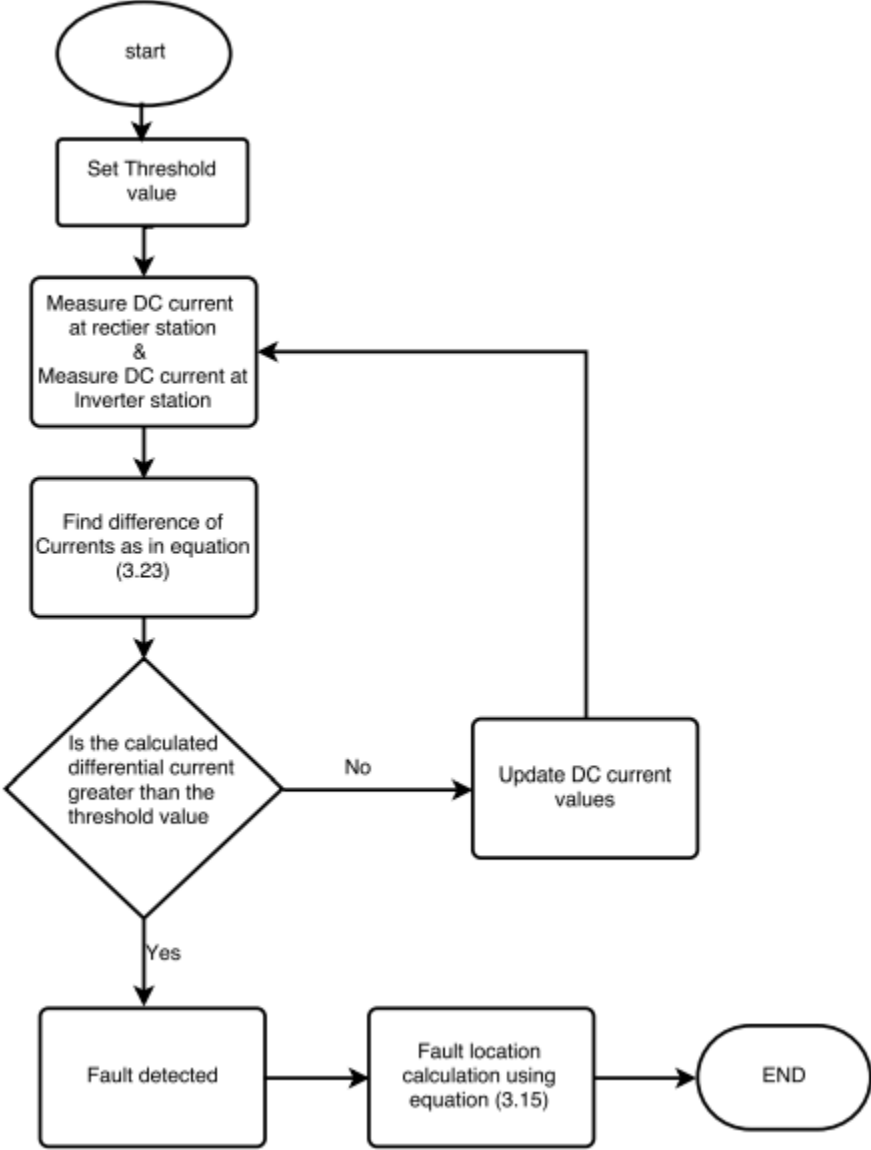 start
Set Threshold
value
Measure DC current
at rectier station
&
Measure DC current at
Inverter station
Find difference of
Currents as in equation
(3.23)
Is the calculated
differential current
greater than the
threshold value
No
Update DC current
values
Yes
Fault detected
Fault location
calculation using
equation (3.15)
END